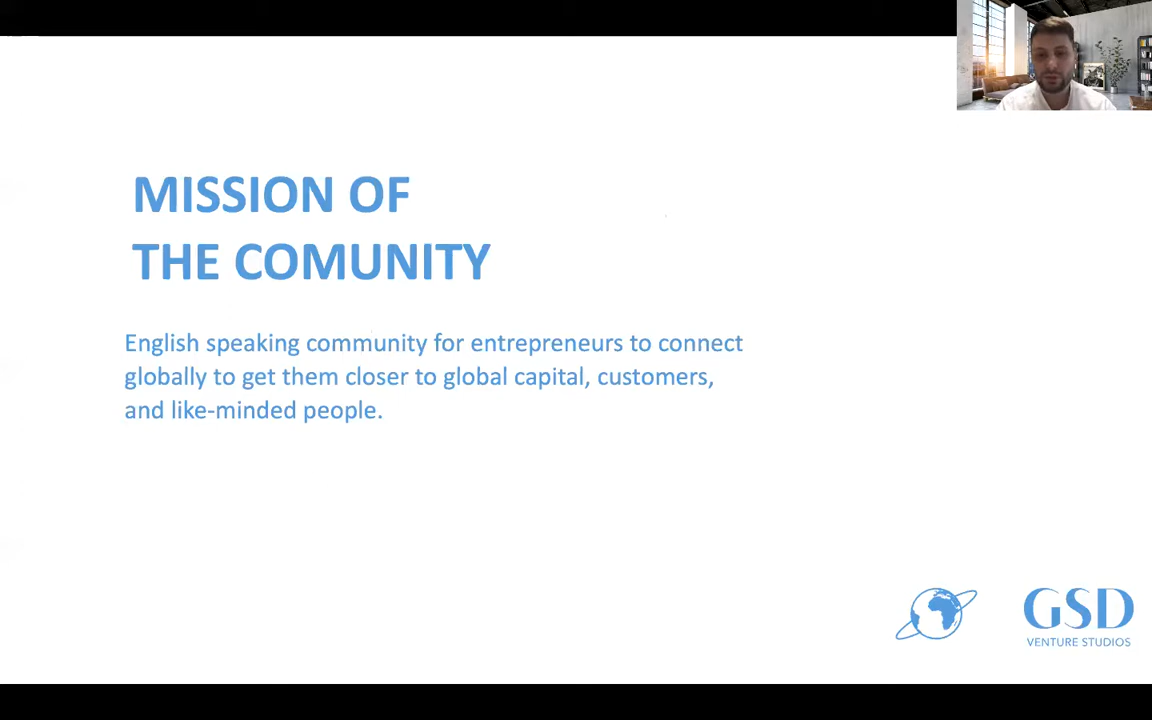 MISSION OF
THE COMUNITY
English speaking community for entrepreneurs to connect
globally to get them closer to global capital, customers,
and like-minded people.
GSD
VENTURE STUDIOS